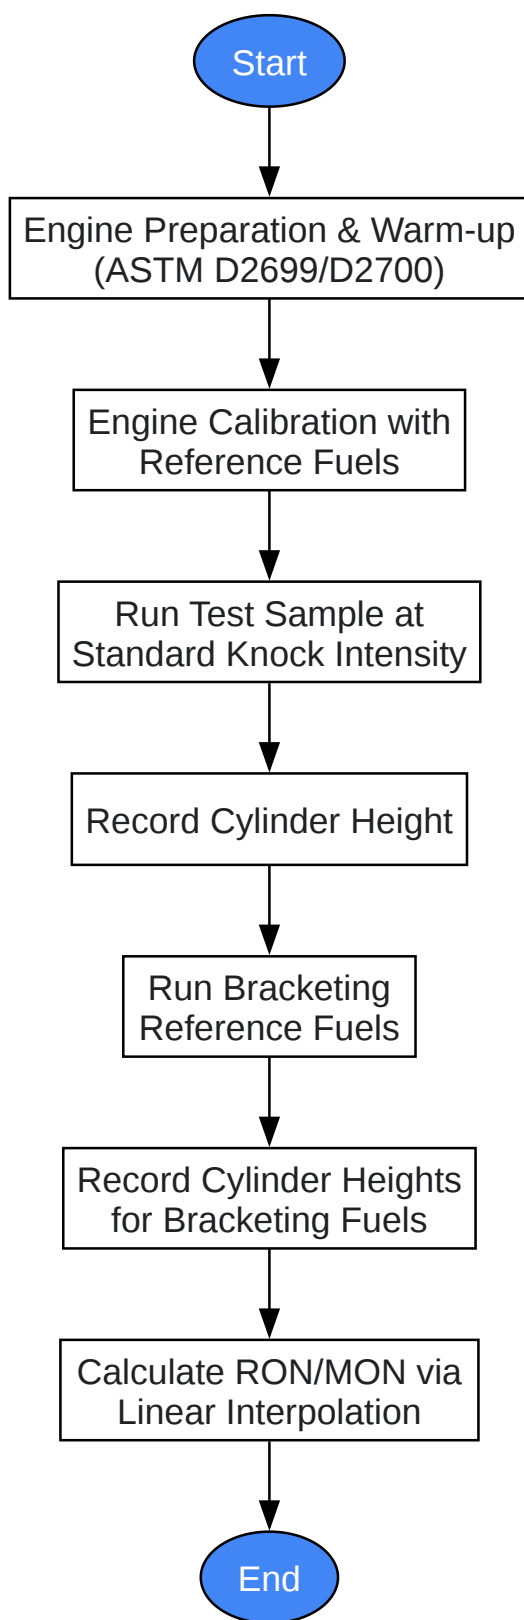 Start
Engine Preparation & Warm-up
(ASTM D2699/D2700)
Engine Calibration with
Reference Fuels
Run Test Sample at
Standard Knock Intensity
Record Cylinder Height
Run Bracketing
Reference Fuels
Record Cylinder Heights
for Bracketing Fuels
Calculate RON/MON via
Linear Interpolation
End